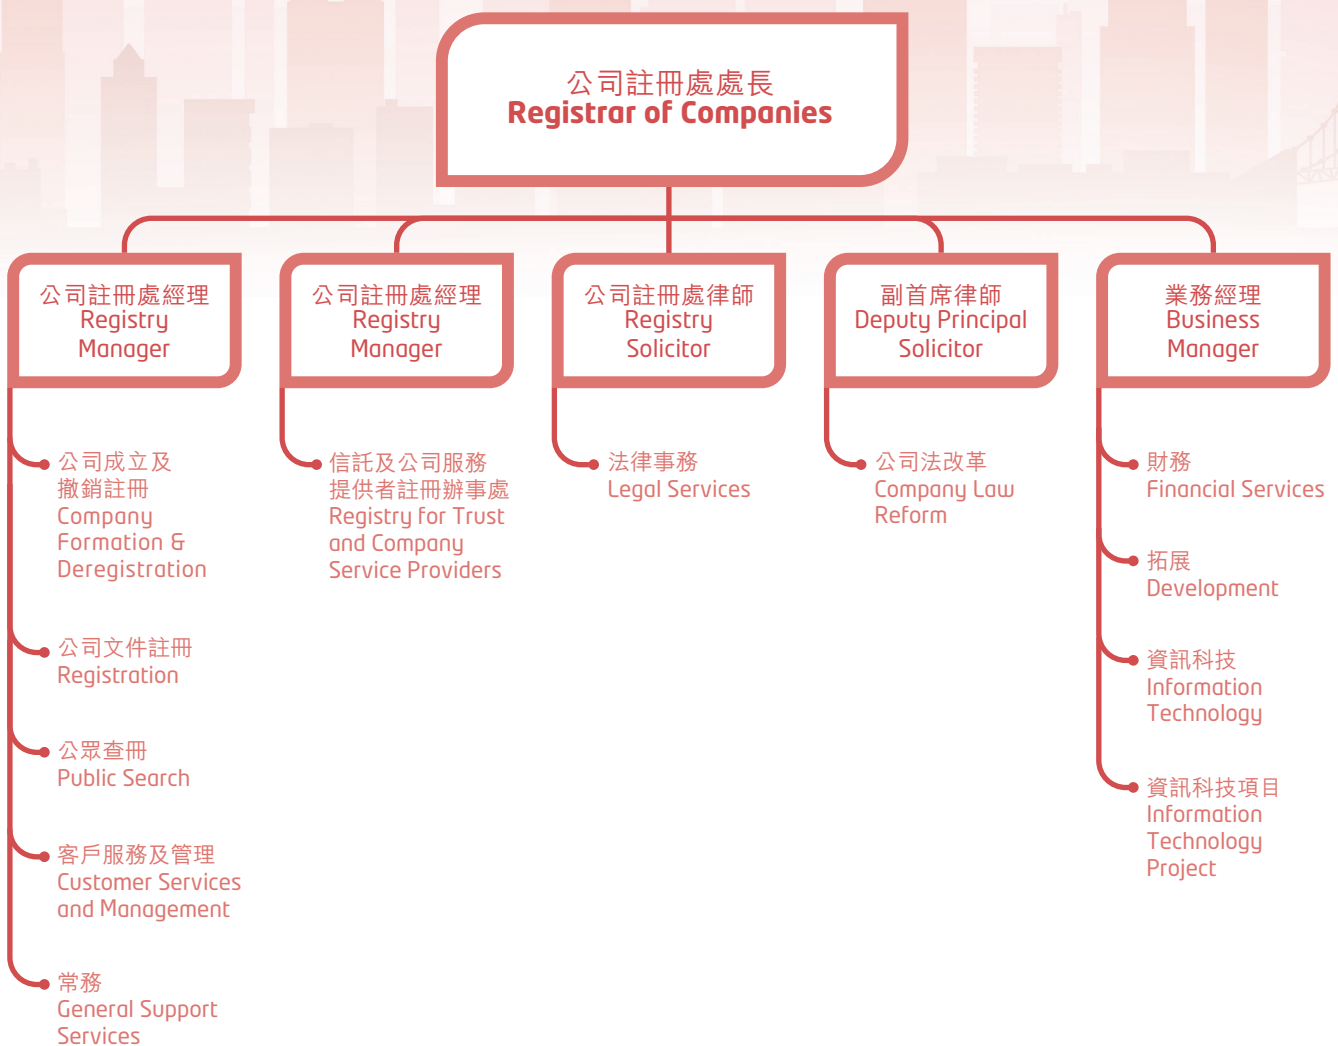 公司註冊處處長
Registrar of Companies
公司註冊處經理
Registry
Manager
公司成立及
撤銷註冊
Company
Formation &
Deregistration
公司文件註冊
Registration
公眾查冊
Public Search
客戶服務及管理
Customer Services
and Management
常務
General Support
Services
公司註冊處經理
Registry
Manager
信託及公司服務
提供者註冊辦事處
Registry for Trust
and Company
Service Providers
公司註冊處律師
Registry
Solicitor
法律事務
Legal Services
副首席律師
Deputy Principal
Solicitor
公司法改革
Company Law
Reform
業務經理
Business
Manager
財務
Financial Services
拓展
Development
資訊科技
Information
Technology
資訊科技項目
Information
Technology
Project